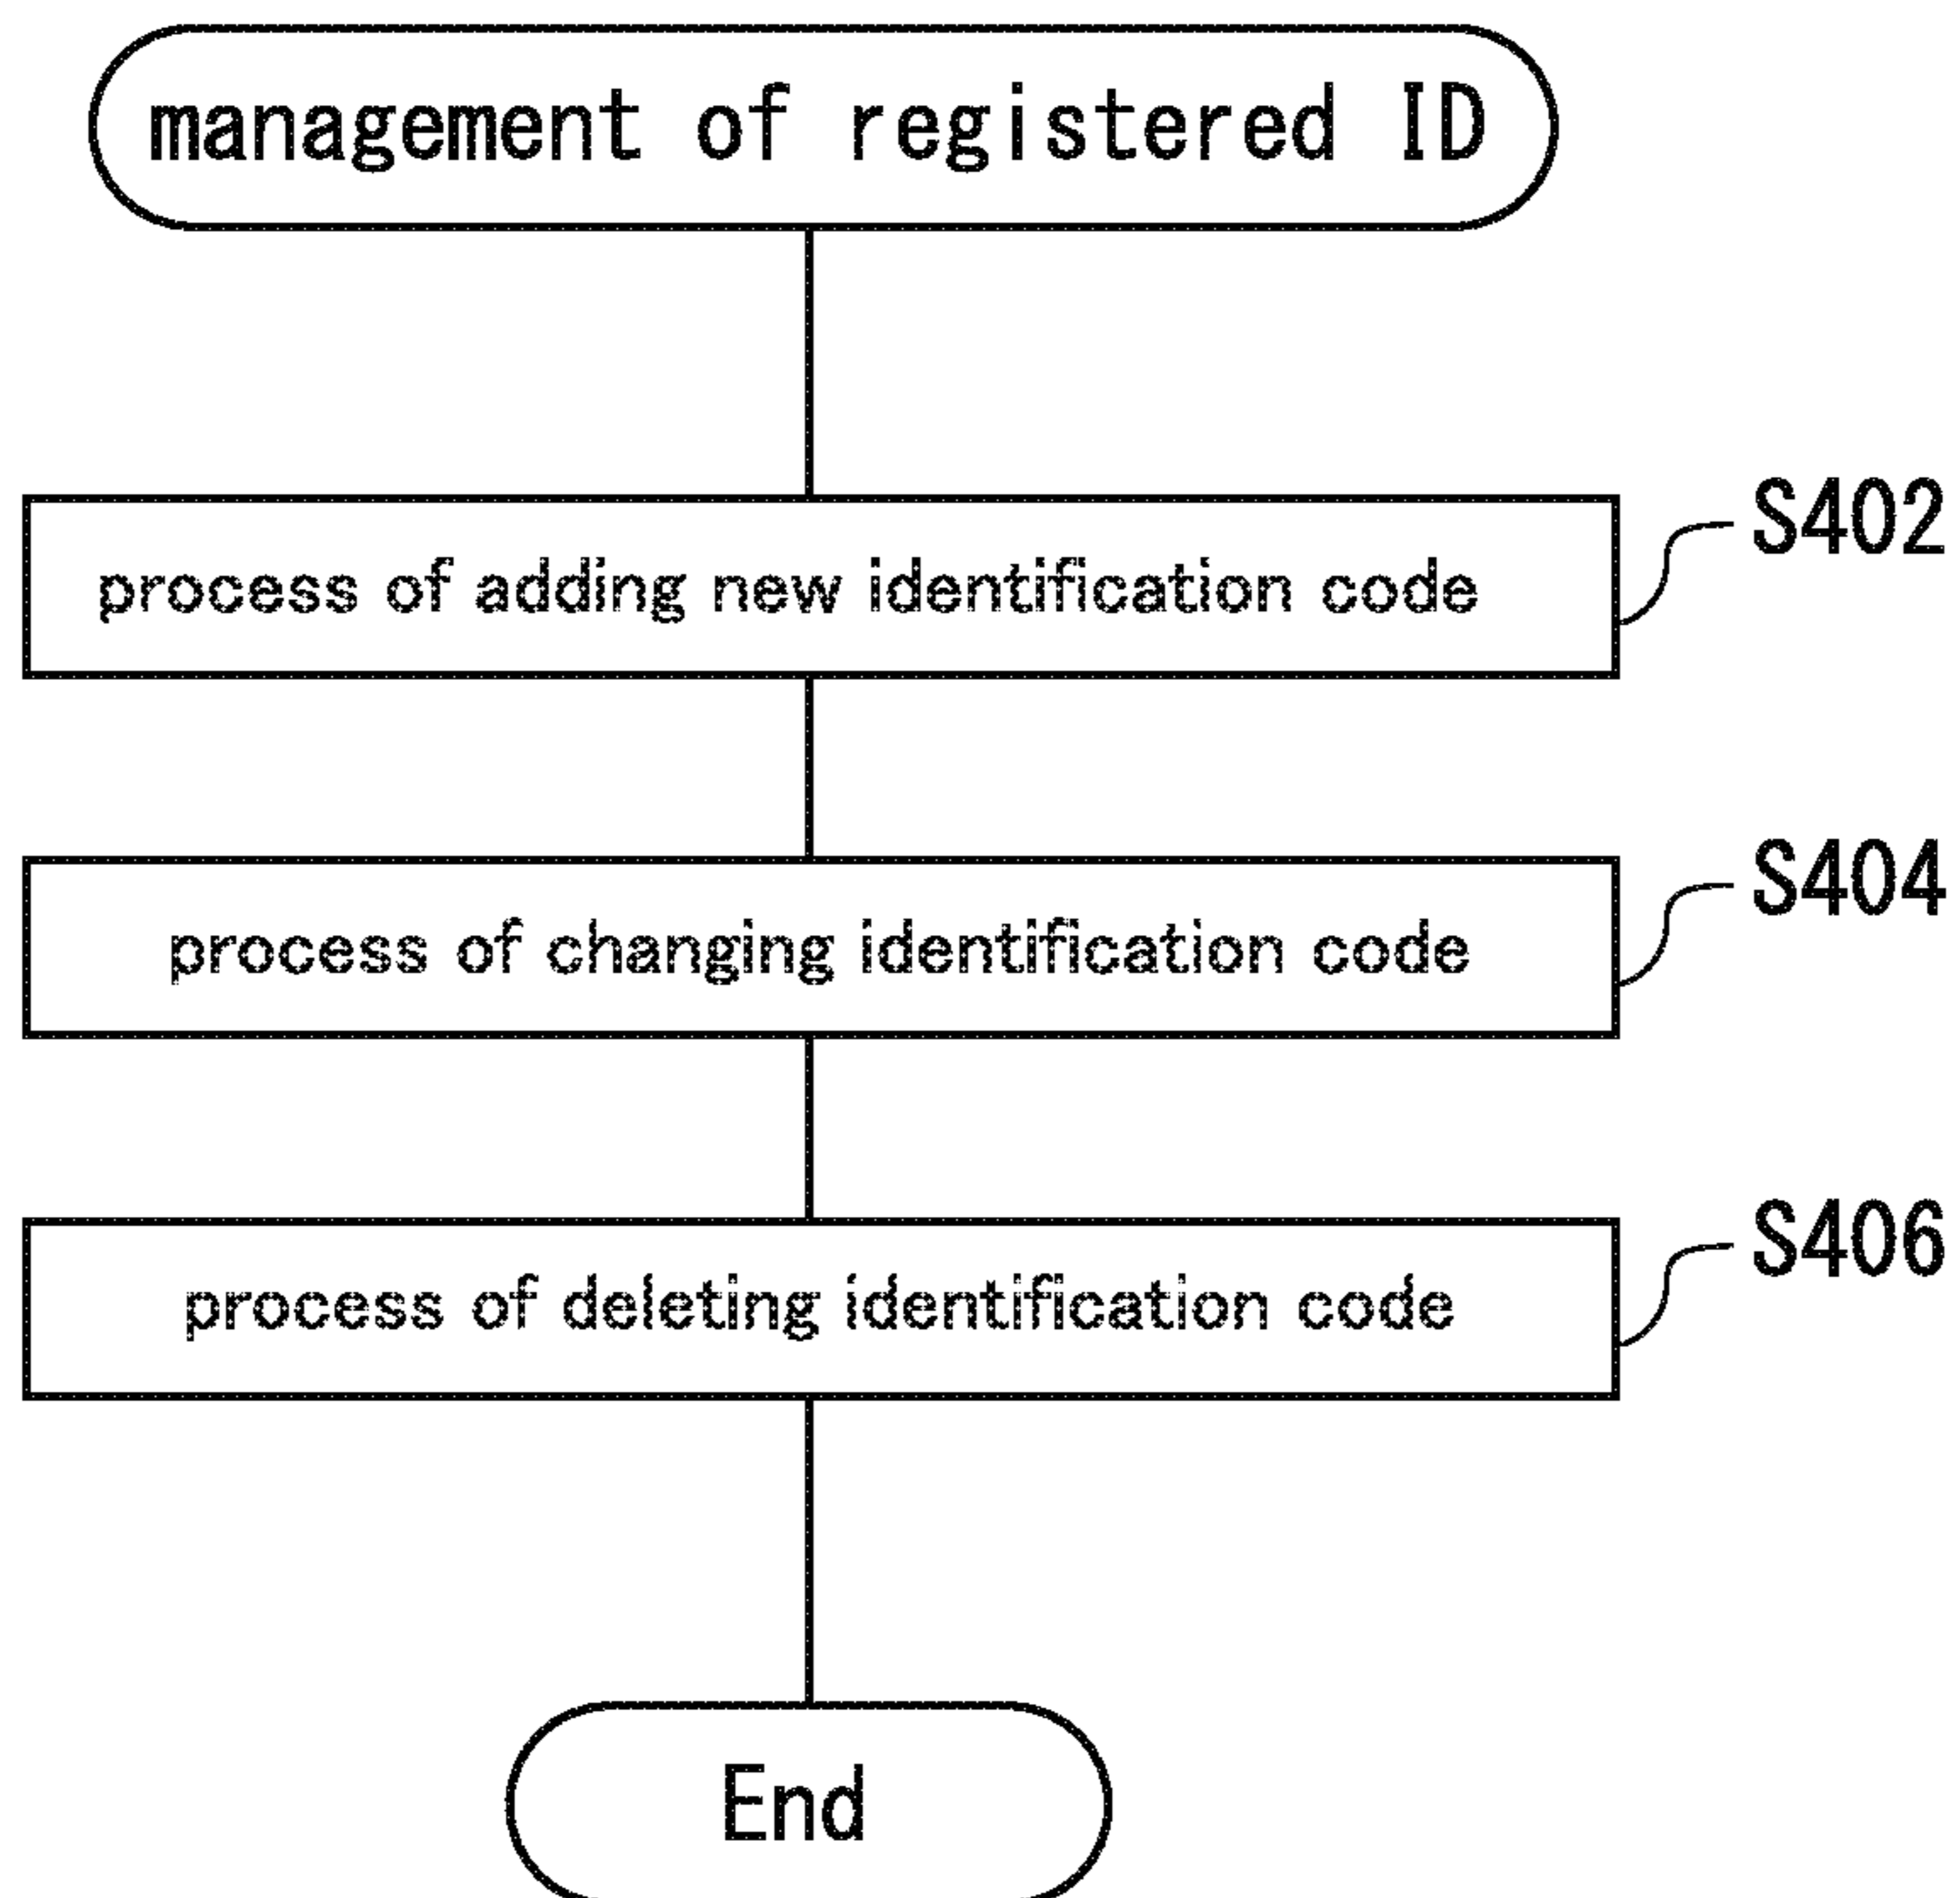 management of registered ID
process of adding new identification code
S402
process of changing identification code
S404
process of deleting identification code
S406
End